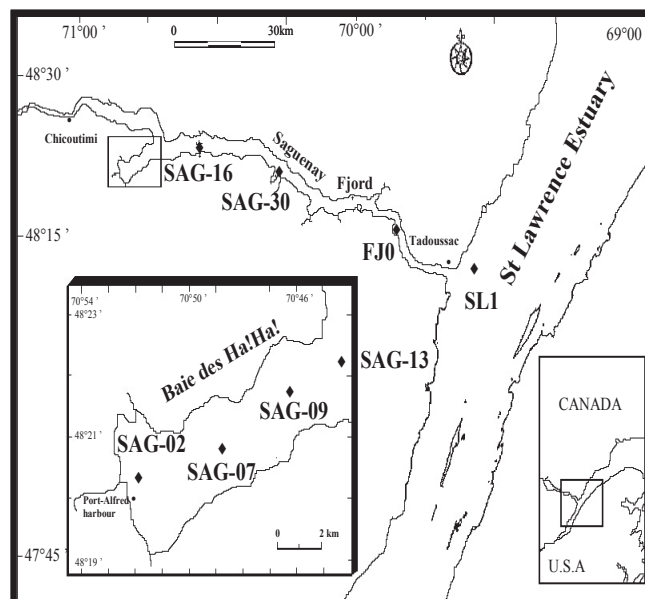 71°00 '
70°00 '
69°00
0
30km
48°30 '
Chicoutimi
Saguenay
Fjord
SAG-16
SAG-30
48°15 '
FJ0
Tadoussac
SL1
St Lawrence Estuary
70°54 '
70°50 '
70°46 '
48°23 '
Baie des Ha!Ha!
SAG-13
SAG-09
48°21 '
SAG-02
SAG-07
Port-Alfred
harbour
0
2 km
47°45 '
48°19 '
CANADA
U.S.A